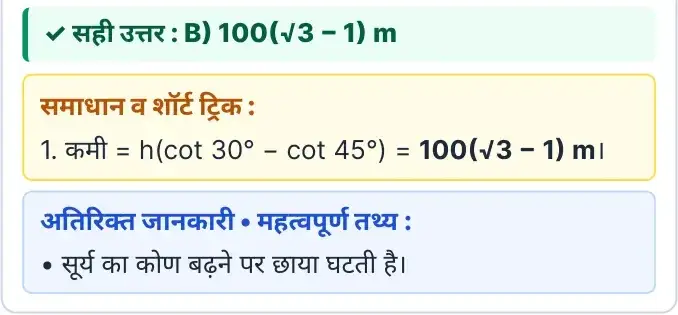 ✓ सही उत्तर : B) 100(√3 − 1) m
समाधान व शॉर्ट ट्रिक :
1. कमी = h(cot 30° − cot 45°) = 100(√3 − 1) m।
अतिरिक्त जानकारी • महत्वपूर्ण तथ्य :
• सूर्य का कोण बढ़ने पर छाया घटती है।